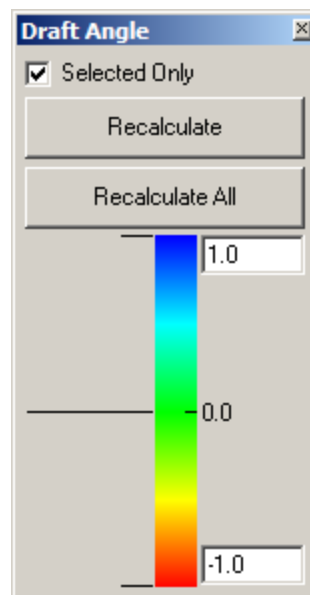 Draft Angle
Selected Only
Recalculate
Recalculate All
1.0
0.0
-1.0